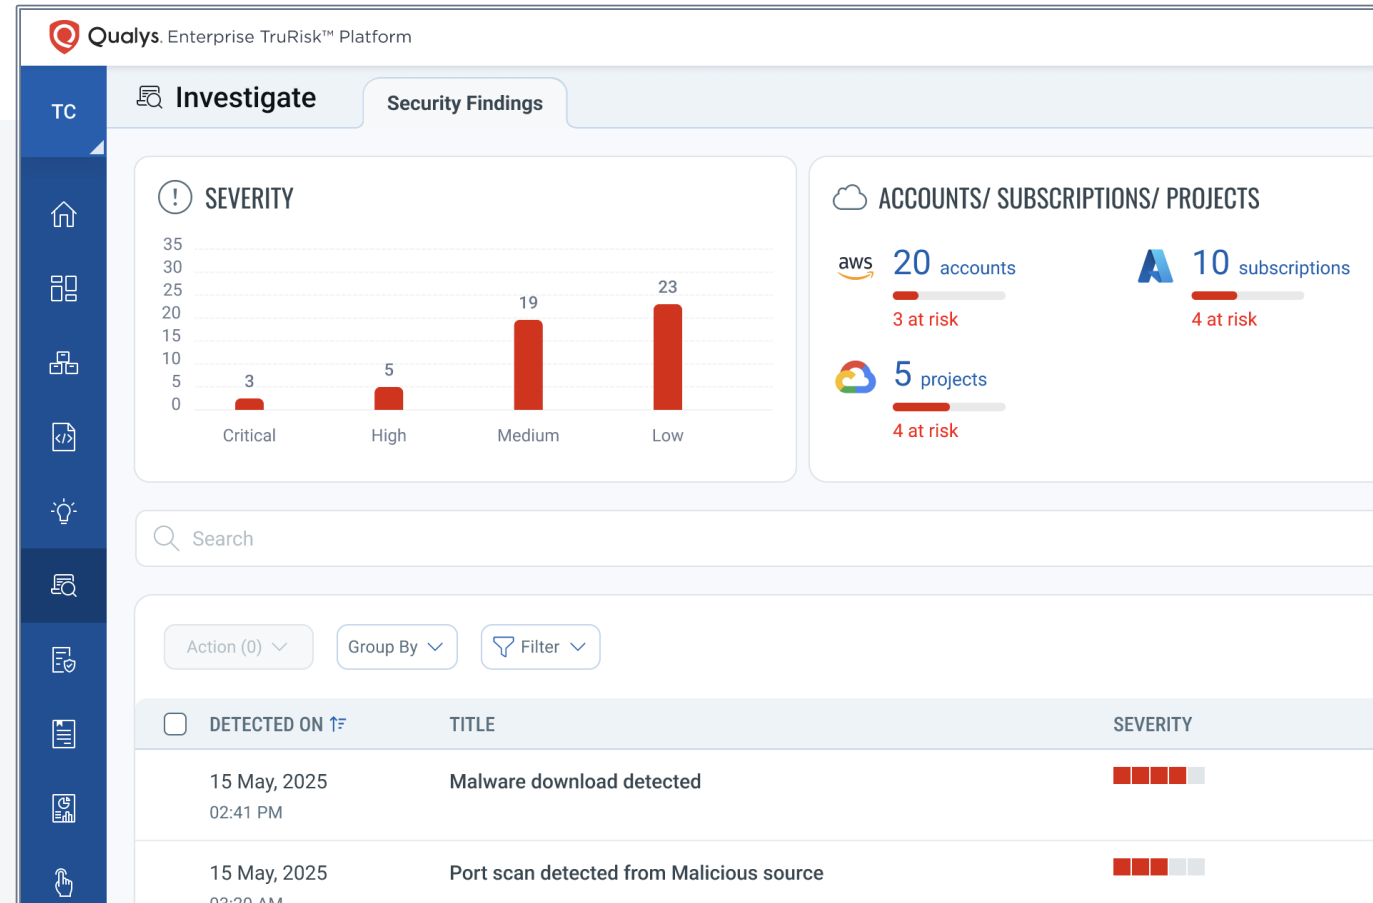 Qualys. Enterprise TruRisk™ Platform
TC
Investigate
Security Findings
SEVERITY
35
30
25
20
15
10
5
0
3
5
19
23
Critical
High
Medium
Low
ACCOUNTS/ SUBSCRIPTIONS/ PROJECTS
aws
20 accounts
3 at risk
10 subscriptions
4 at risk
5 projects
4 at risk
Search
Action (0)
Group By
Filter
DETECTED ON TITLE SEVERITY
15 May, 2025 Malware download detected
02:41 PM
15 May, 2025 Port scan detected from Malicious source